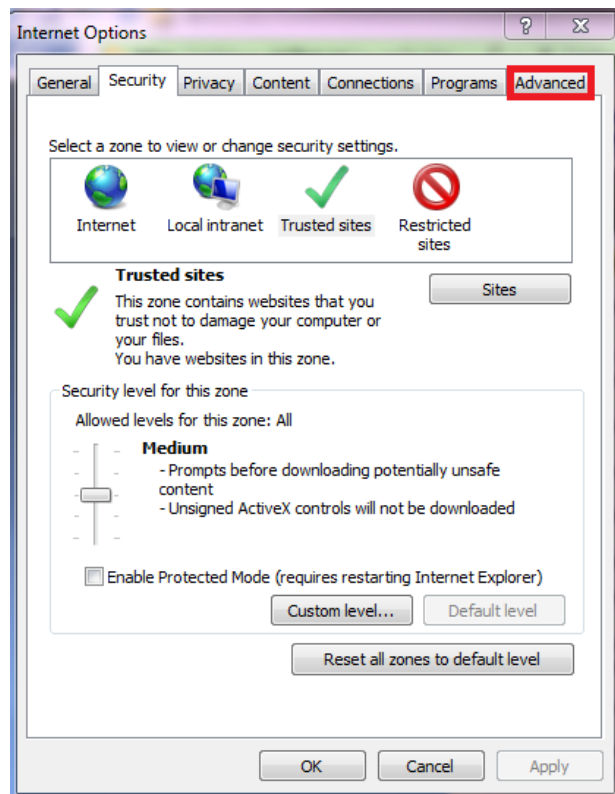 Internet Options
General Security Privacy Content Connections Programs Advanced
Select a zone to view or change security settings.
Internet Local intranet Trusted sites Restricted
sites
Trusted sites
Sites
This zone contains websites that you
trust not to damage your computer or
your files.
You have websites in this zone.
Security level for this zone
Allowed levels for this zone: All
Medium
- Prompts before downloading potentially unsafe
content
- Unsigned ActiveX controls will not be downloaded
Enable Protected Mode (requires restarting Internet Explorer)
Custom level... Default level
Reset all zones to default level
OK Cancel Apply